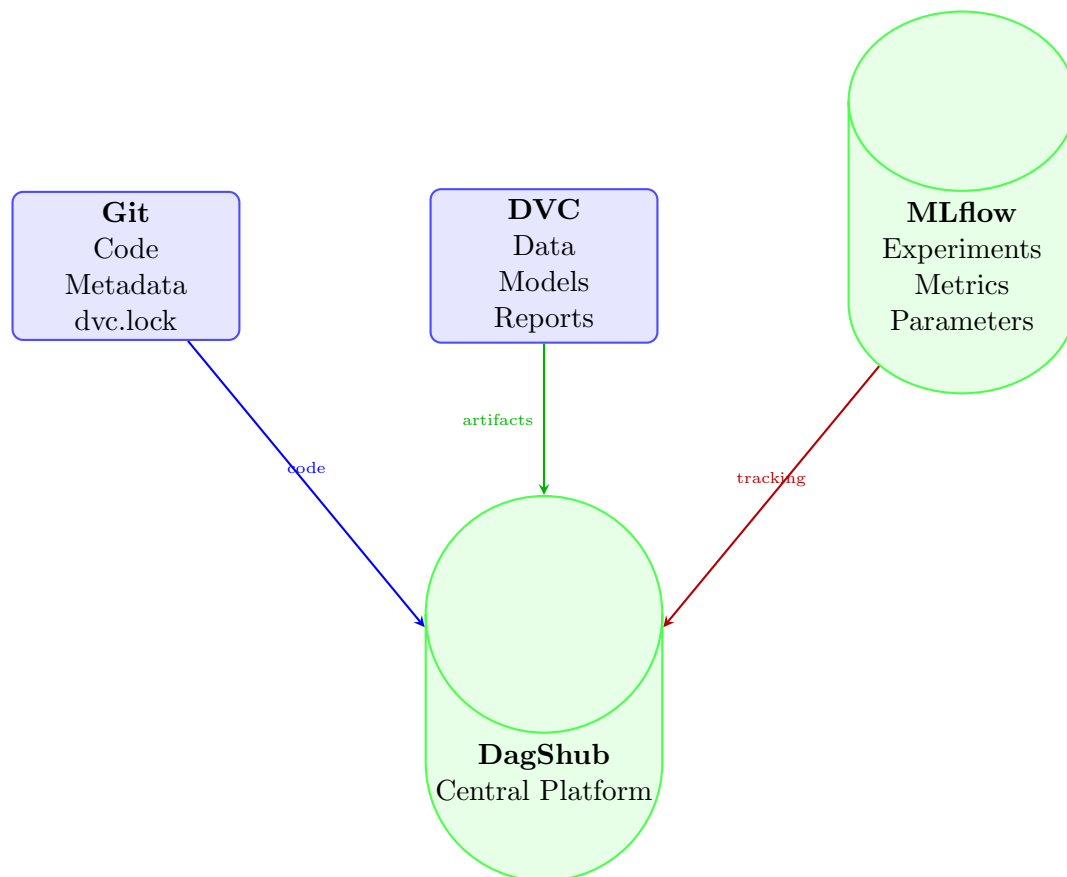 Git
Code
Metadata
dvc.lock
DVC
Data
Models
Reports
MLflow
Experiments
Metrics
Parameters
code
artifacts
tracking
DagShub
Central Platform